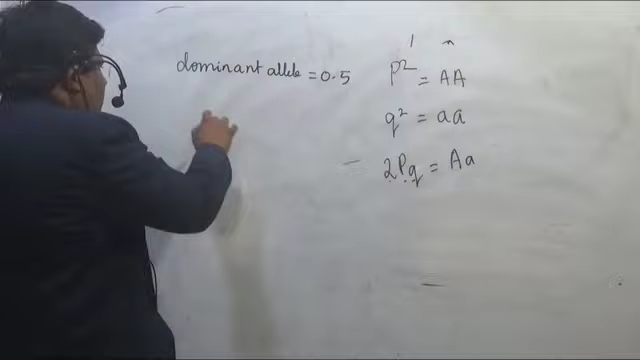 dominant allele = 0.5
p² = AA
q² = aa
2Pq = Aa